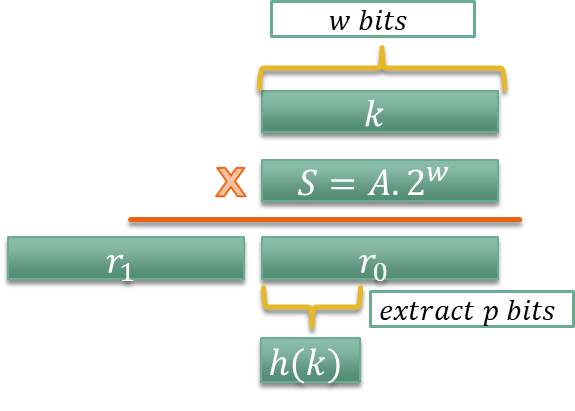 w bits
k
X
S = A. 2^w
r_1
r_0
extract p bits
h(k)